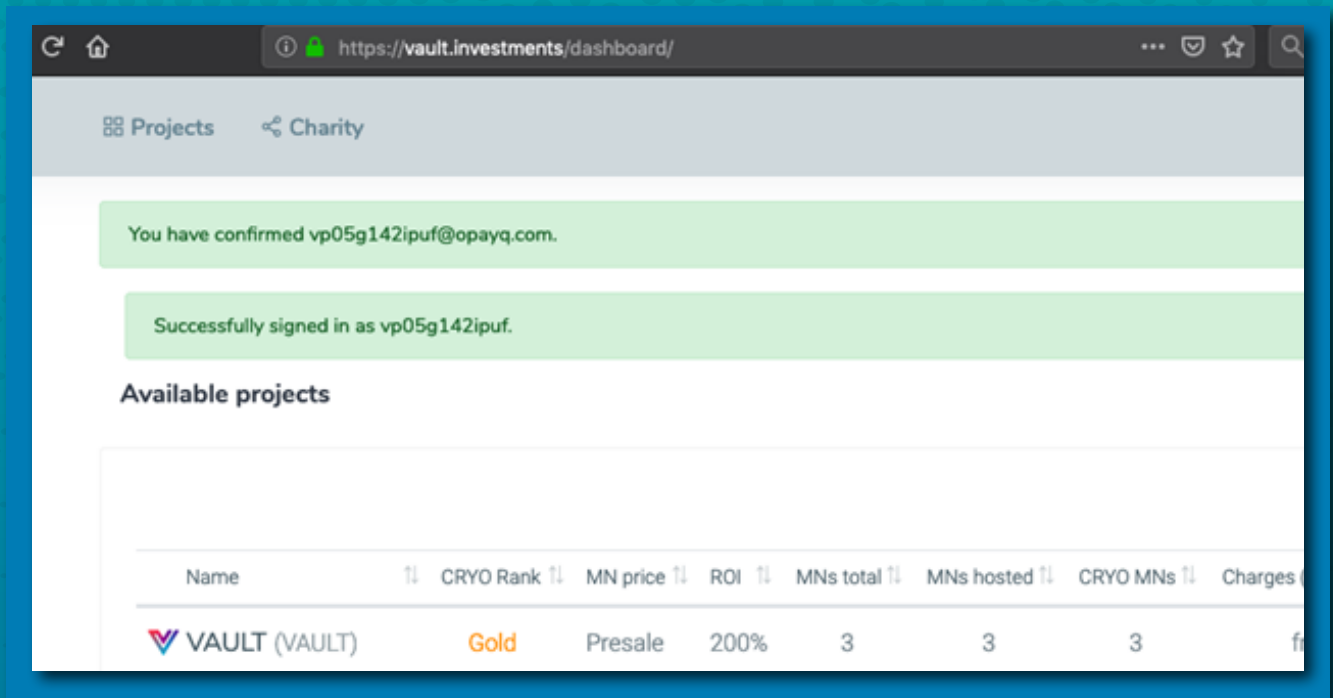 https://vault.investments/dashboard/
Projects Charity
You have confirmed vp05g142ipuf@opayq.com.
Successfully signed in as vp05g142ipuf.
Available projects
Name CRYO Rank MN price ROI MNs total MNs hosted CRYO MNs Charges (
VAULT (VAULT) Gold Presale 200% 3 3 3